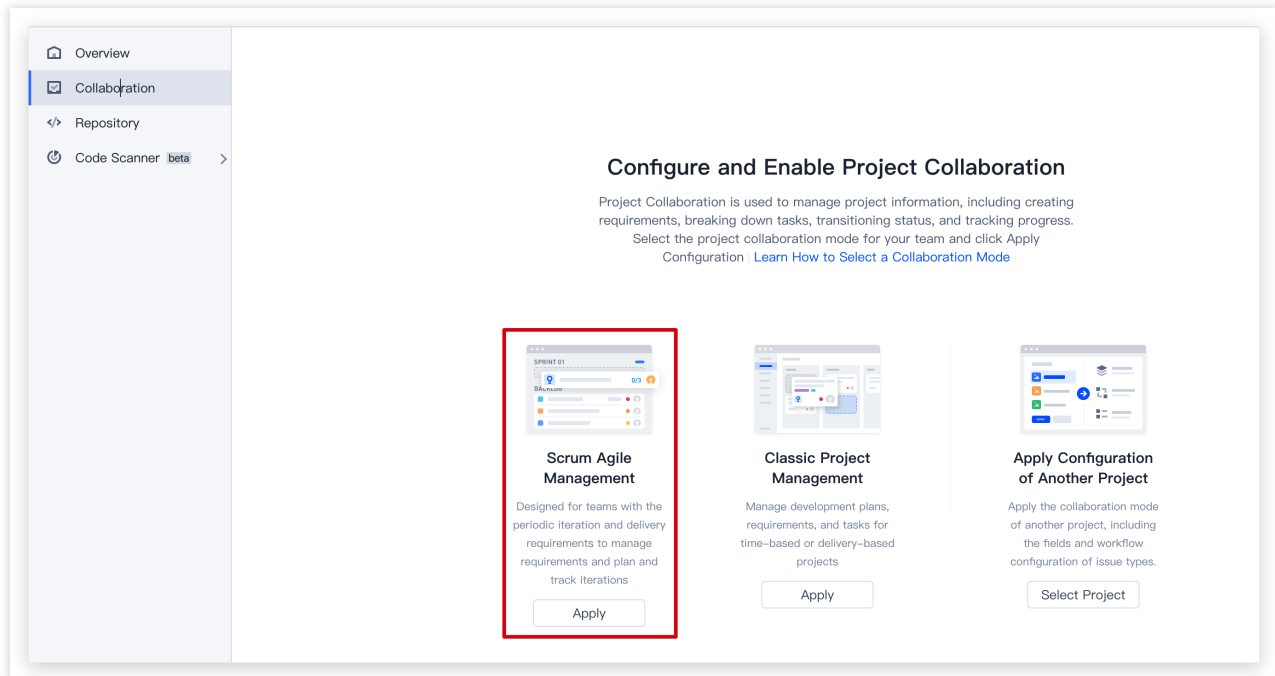 Overview
Collaboration
Repository
Code Scanner beta
Configure and Enable Project Collaboration
Project Collaboration is used to manage project information, including creating
requirements, breaking down tasks, transitioning status, and tracking progress.
Select the project collaboration mode for your team and click Apply
Configuration | Learn How to Select a Collaboration Mode
SPRINT 01
0/3
BACKLOG
Scrum Agile
Management
Designed for teams with the
periodic iteration and delivery
requirements to manage
requirements and plan and
track iterations
Apply
Classic Project
Management
Manage development plans,
requirements, and tasks for
time-based or delivery-based
projects
Apply
Apply Configuration
of Another Project
Apply the collaboration mode
of another project, including
the fields and workflow
configuration of issue types.
Select Project